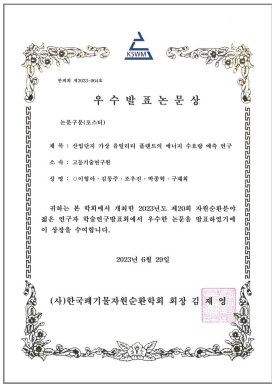 KSWM
한폐회 제2023-064호
우 수 발 표 논 문 상
논문구분(포스터)
제 목 : 산업단지 가상 유틸리티 플랜트의 에너지 수요량 예측 연구
소 속 : 고등기술연구원
성 명 : ○이형아 · 김동주 · 조우진 · 박종혁 · 구재회
귀하는 본 학회에서 개최한 2023년도 제20회 자원순환분야
젊은 연구자 학술연구발표회에서 우수한 논문을 발표하였기에
이 상장을 수여합니다.
2023년 6월 29일
(사)한국폐기물자원순환학회 회장 김 재 영